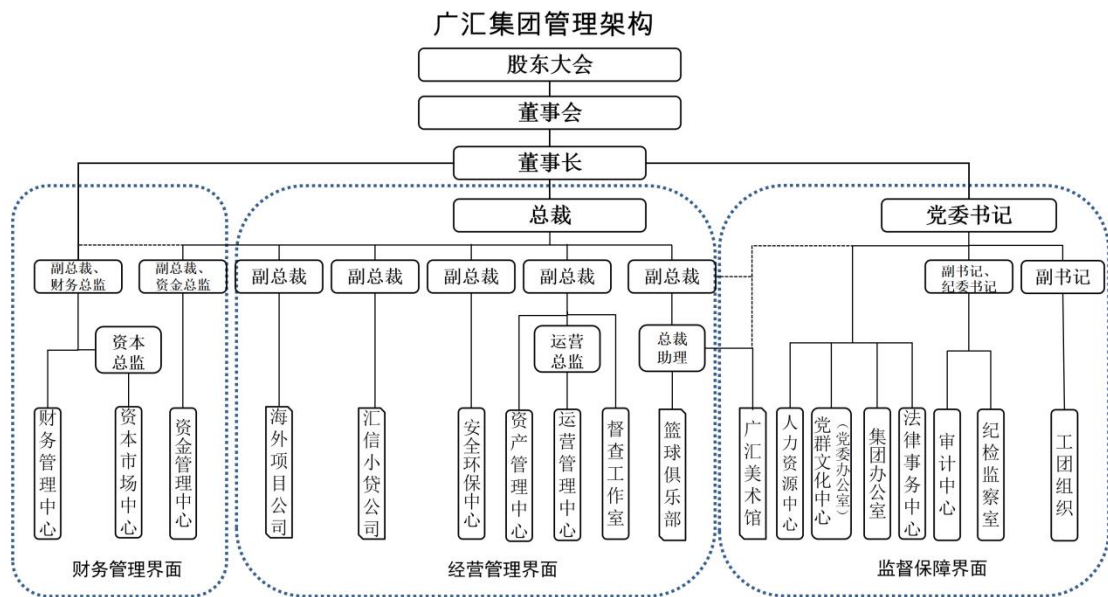 广汇集团管理架构
股东大会
董事会
董事长
总裁
党委书记
副总裁、
财务总监
副总裁、
资金总监
副总裁
副总裁
副总裁
副总裁
副总裁
副书记、
纪委书记
副书记
资本
总监
运营
总监
总裁
助理
财务管理中心
资本市场中心
资金管理中心
海外项目公司
汇信小贷公司
安全环保中心
资产管理中心
运营管理中心
督查工作室
篮球俱乐部
广汇美术馆
人力资源中心
党群文化中心
(党委办公室)
集团办公室
法律事务中心
审计中心
纪检监察室
工团组织
财务管理界面
经营管理界面
监督保障界面